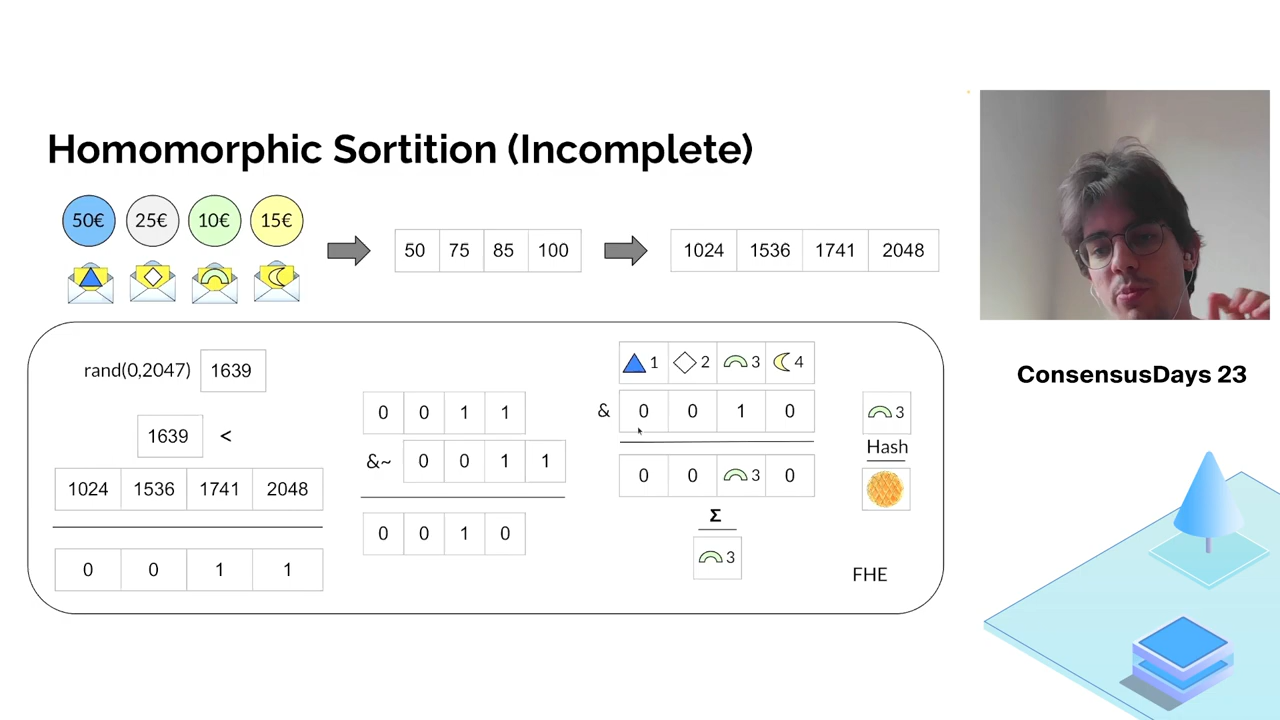 Homomorphic Sortition (Incomplete)
50€ 25€ 10€ 15€
50 75 85 100
1024 1536 1741 2048
rand(0,2047) 1639
1639 <
1024 1536 1741 2048
0 0 1 1
0 0 1 1
&~ 0 0 1 1
0 0 1 0
1 2 3 4
& 0 0 1 0
0 0 3 0
Σ
3
3
Hash
FHE
ConsensusDays 23